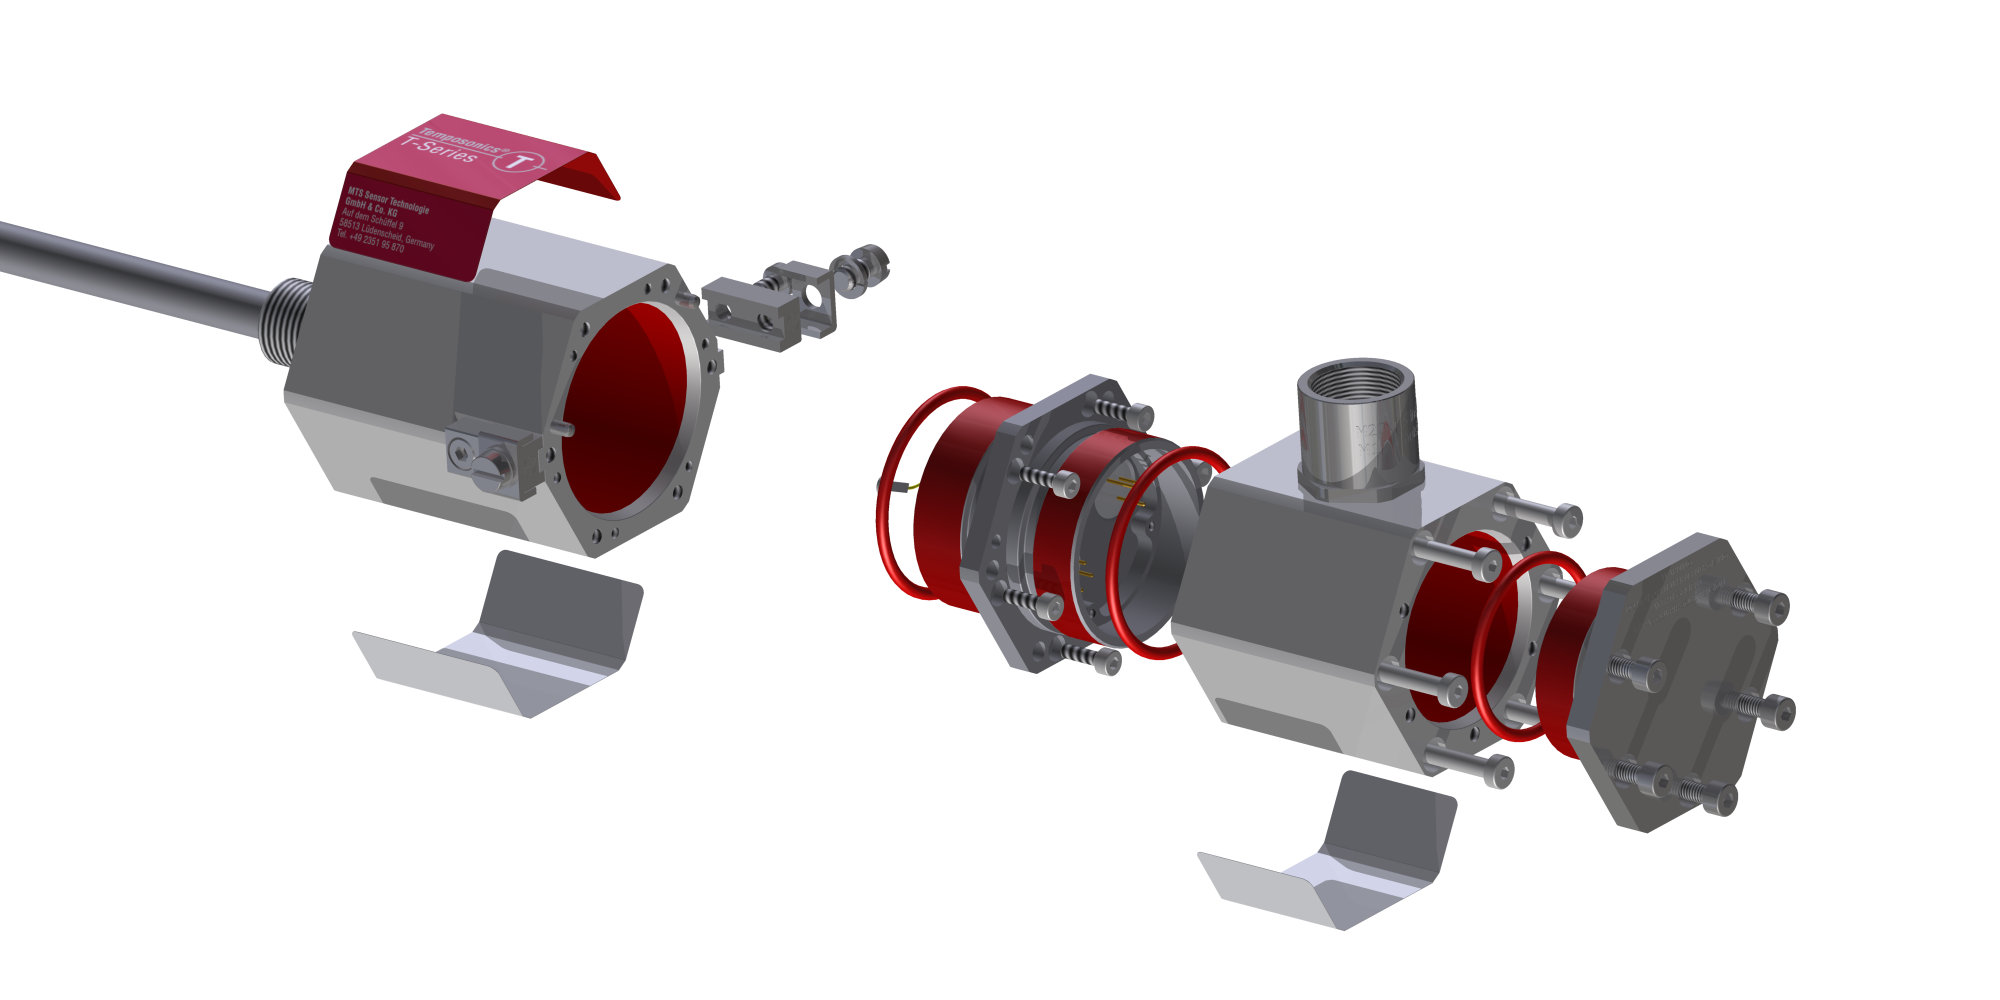 Temposonics®
T-Series
T
MTS Sensor Technologie
GmbH & Co. KG
Auf dem Schüffel 9
58513 Lüdenscheid, Germany
Tel. +49 2351 95 870